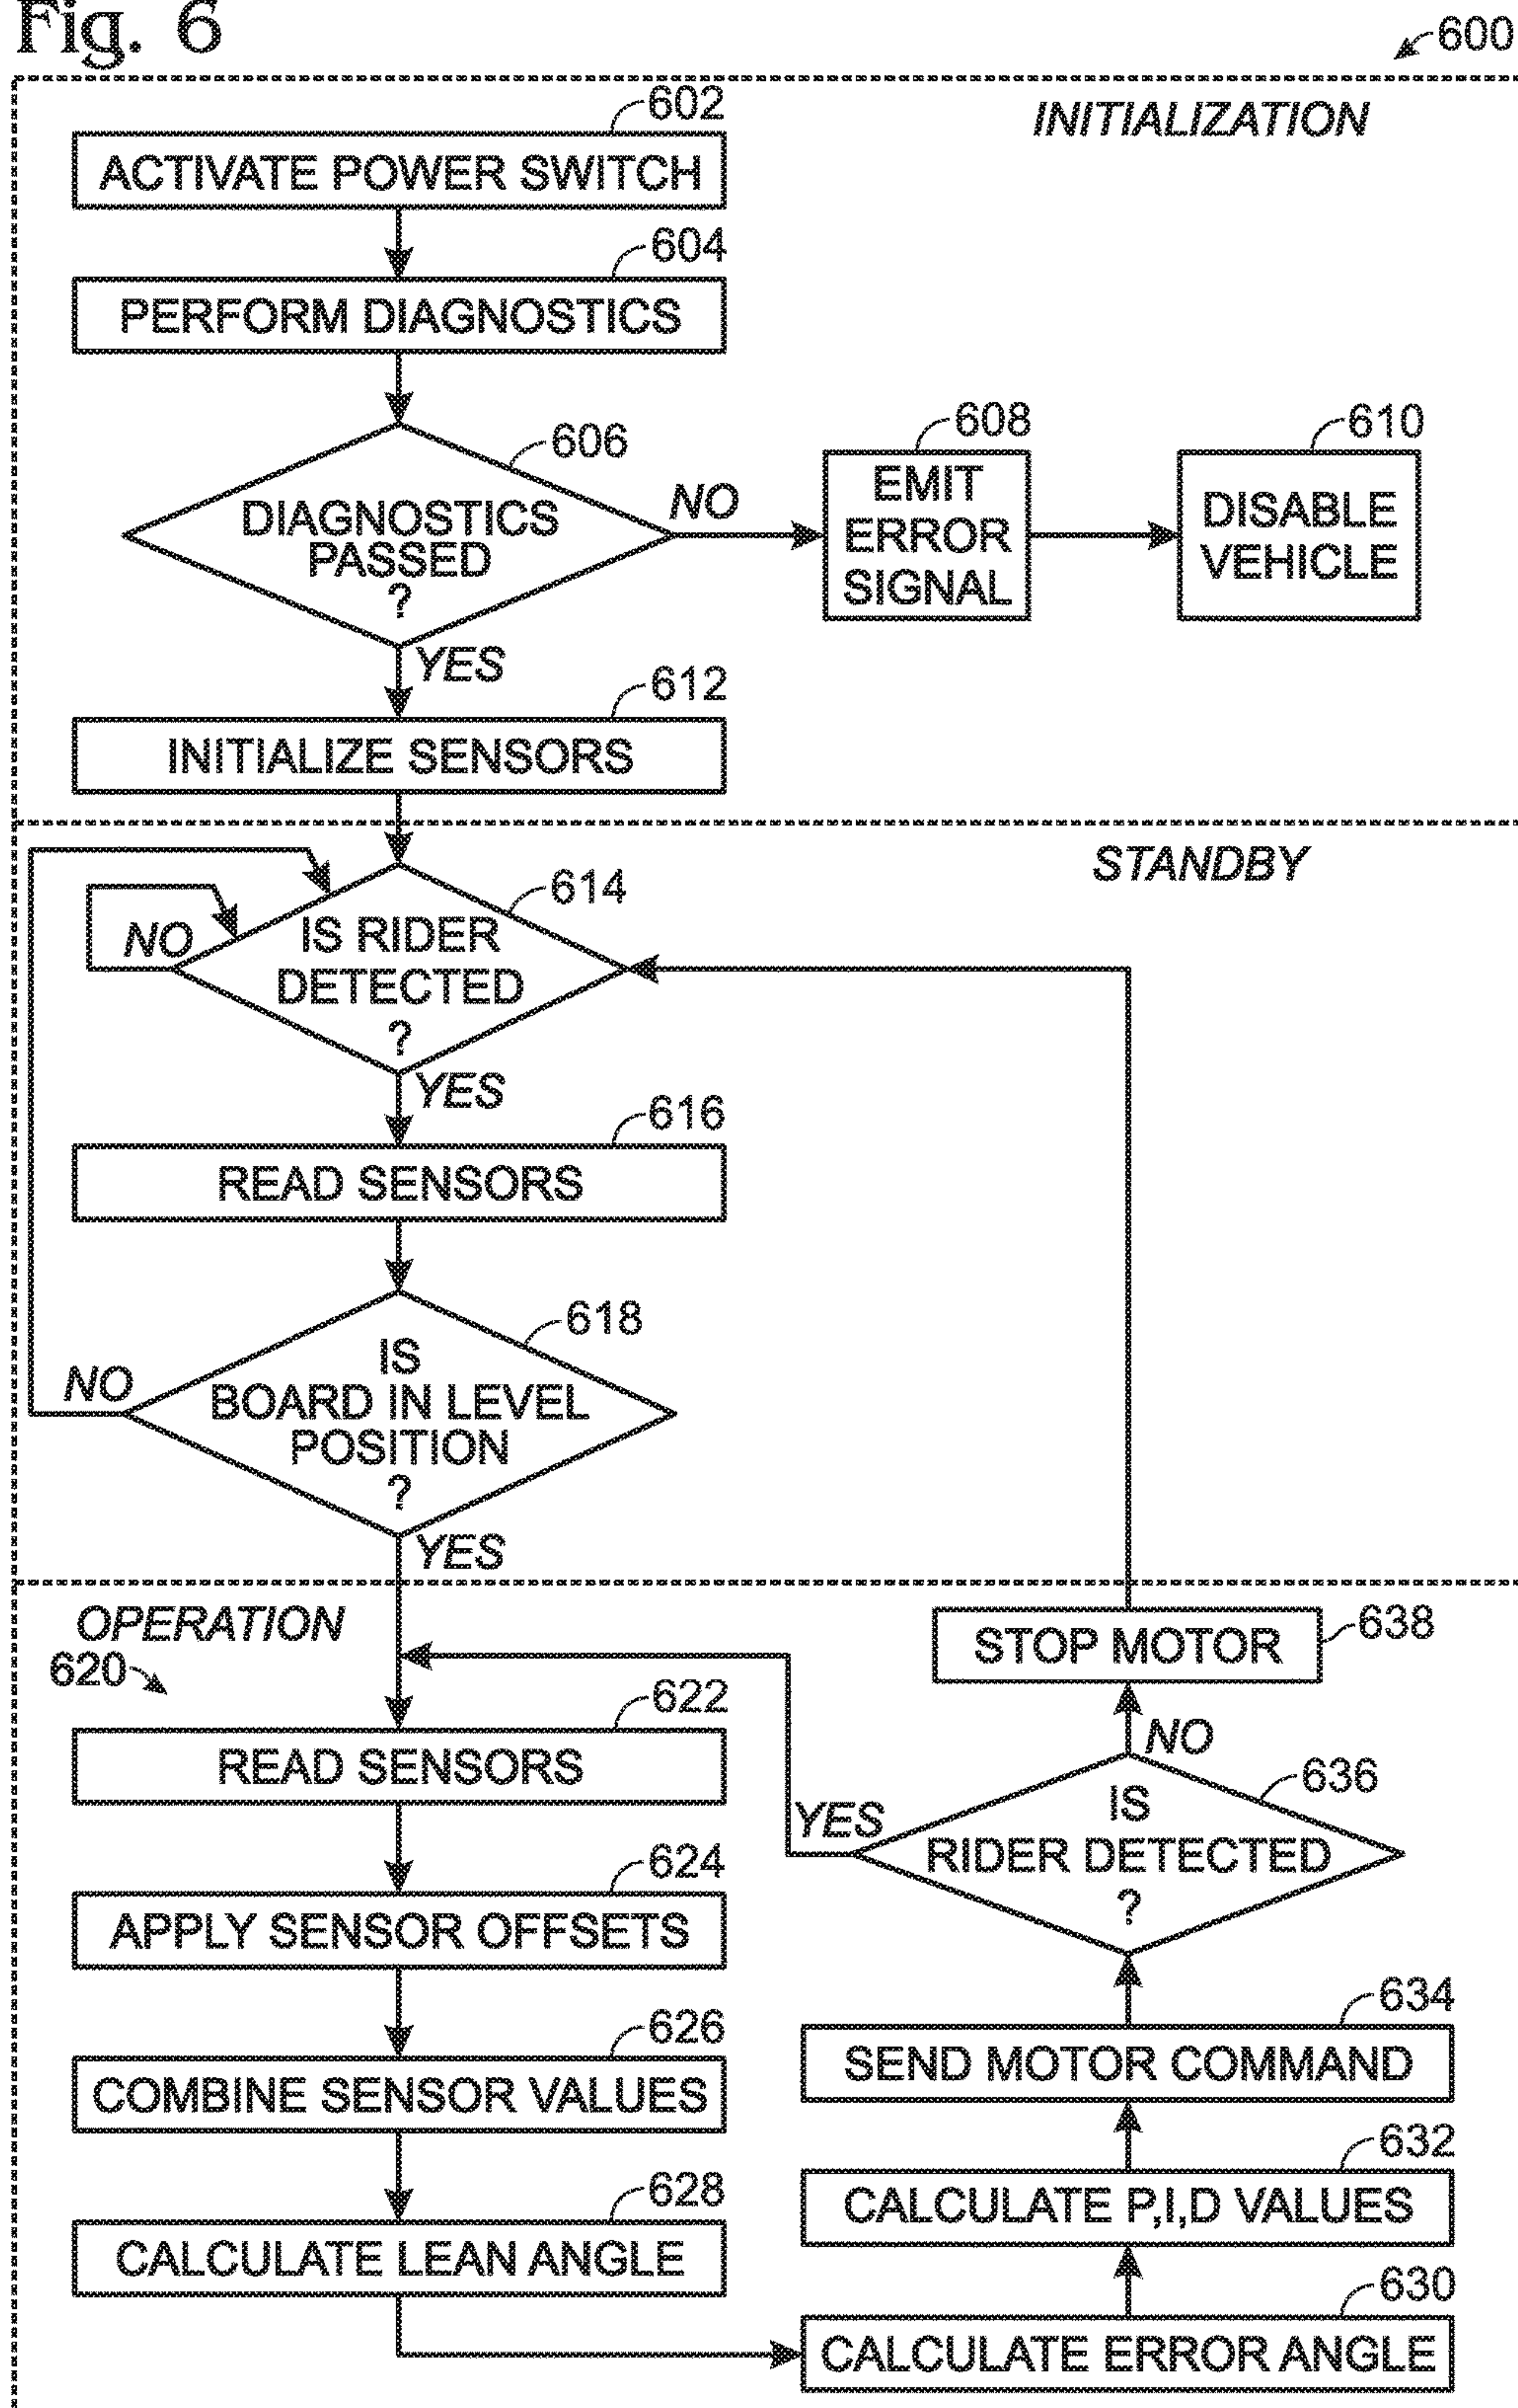 Fig. 6
600
INITIALIZATION
602
ACTIVATE POWER SWITCH
604
PERFORM DIAGNOSTICS
606
DIAGNOSTICS
PASSED
?
NO
608
EMIT
ERROR
SIGNAL
610
DISABLE
VEHICLE
YES
612
INITIALIZE SENSORS
STANDBY
614
IS RIDER
DETECTED
?
NO
YES
616
READ SENSORS
618
IS
BOARD IN LEVEL
POSITION
?
NO
YES
OPERATION
620
622
READ SENSORS
624
APPLY SENSOR OFFSETS
626
COMBINE SENSOR VALUES
628
CALCULATE LEAN ANGLE
630
CALCULATE ERROR ANGLE
632
CALCULATE P,I,D VALUES
634
SEND MOTOR COMMAND
636
IS
RIDER DETECTED
?
YES
NO
638
STOP MOTOR